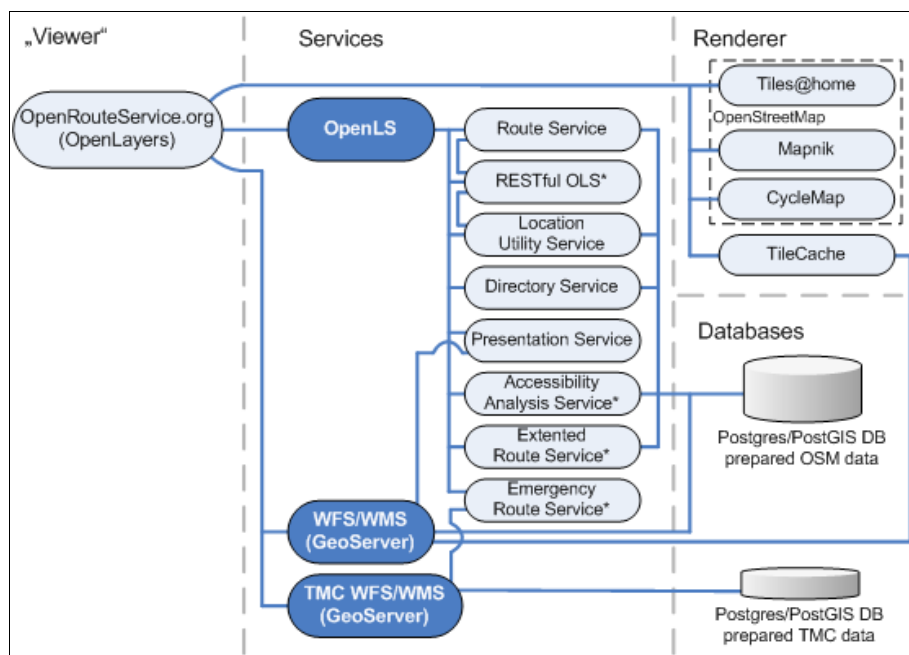 „Viewer“
Services
Renderer
OpenRouteService.org
(OpenLayers)
OpenLS
Route Service
RESTful OLS*
Location
Utility Service
Directory Service
Presentation Service
Accessibility
Analysis Service*
Extented
Route Service*
Emergency
Route Service*
WFS/WMS
(GeoServer)
TMC WFS/WMS
(GeoServer)
Tiles@home
OpenStreetMap
Mapnik
CycleMap
TileCache
Databases
Postgres/PostGIS DB
prepared OSM data
Postgres/PostGIS DB
prepared TMC data